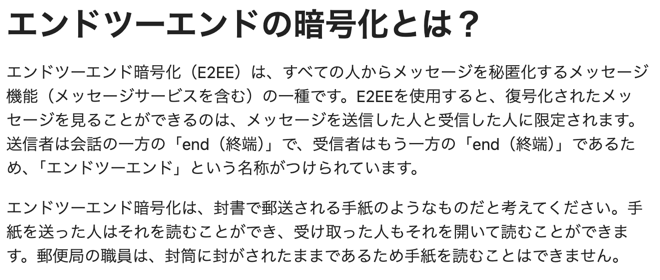 エンドツーエンドの暗号化とは？
エンドツーエンド暗号化（E2EE）は、すべての人からメッセージを秘匿化するメッセージ
機能（メッセージサービスを含む）の一種です。E2EEを使用すると、復号化されたメッ
セージを見ることができるのは、メッセージを送信した人と受信した人に限定されます。
送信者は会話の一方の「end（終端）」で、受信者はもう一方の「end（終端）」であるた
め、「エンドツーエンド」という名称がつけられています。
エンドツーエンド暗号化は、封書で郵送される手紙のようなものだと考えてください。手
紙を送った人はそれを読むことができ、受け取った人もそれを開いて読むことができま
す。郵便局の職員は、封筒に封がされたままであるため手紙を読むことはできません。